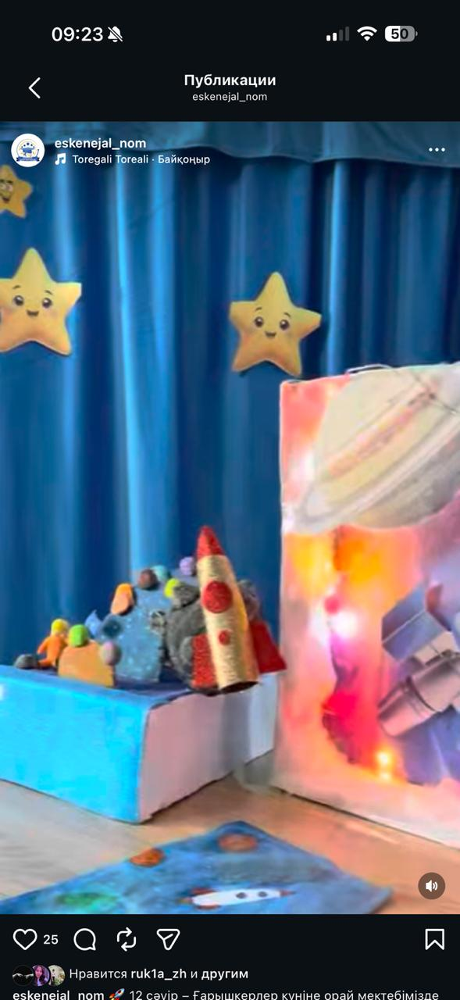 09:23
50
Публикации
eskenejal_nom
eskenejal_nom
Toregali Toreali · Байқоңыр
25
Нравится ruk1a_zh и другим
eskenejal_nom 🚀 12 сәуір – Ғарышкерлер күніне орай мектебімізде